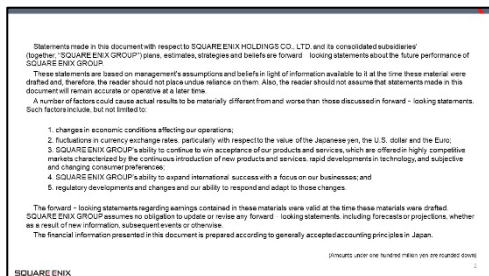 Statements made in this document with respect to SQUARE ENIX HOLDINGS CO., LTD. and its consolidated subsidiaries'
(together, "SQUARE ENIX GROUP") plans, estimates, strategies and beliefs are forward – looking statements about the future performance of
SQUARE ENIX GROUP.
These statements are based on management's assumptions and beliefs in light of information available to it at the time these material were
drafted and, therefore, the reader should not place undue reliance on them. Also, the reader should not assume that statements made in this
document will remain accurate or operative at a later time.
A number of factors could cause actual results to be materially different from and worse than those discussed in forward – looking statements.
Such factors include, but not limited to:
1. changes in economic conditions affecting our operations;
2. fluctuations in currency exchange rates, particularly with respect to the value of the Japanese yen, the U.S. dollar and the Euro;
3. SQUARE ENIX GROUP's ability to continue to win acceptance of our products and services, which are offered in highly competitive
markets characterized by the continuous introduction of new products and services, rapid developments in technology, and subjective
and changing consumer preferences;
4. SQUARE ENIX GROUP's ability to expand international success with a focus on our businesses; and
5. regulatory developments and changes and our ability to respond and adapt to those changes.
The forward – looking statements regarding earnings contained in these materials were valid at the time these materials were drafted.
SQUARE ENIX GROUP assumes no obligation to update or revise any forward – looking statements, including forecasts or projections, whether
as a result of new information, subsequent events or otherwise.
The financial information presented in this document is prepared according to generally accepted accounting principles in Japan.
(Amounts under one hundred million yen are rounded down)
2
SQUARE ENIX